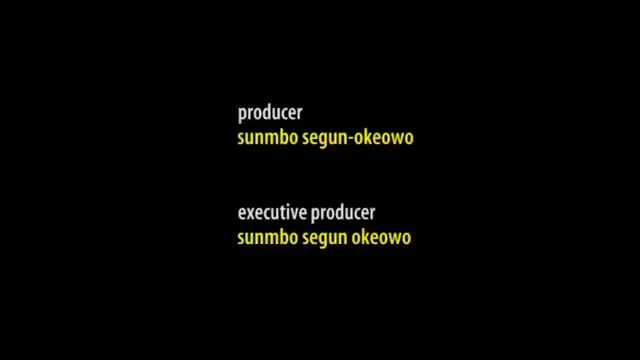 producer
sunmbo segun-okeowo
executive producer
sunmbo segun okeowo